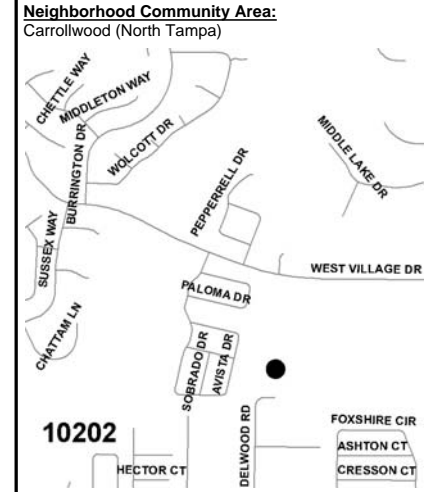 Neighborhood Community Area:
Carrollwood (North Tampa)
CHETTLE WAY
MIDDLETON WAY
BURRINGTON DR
WOLCOTT DR
PEPPERRELL DR
MIDDLE LAKE DR
SUSSEX WAY
WEST VILLAGE DR
PALOMA DR
CHATTAM LN
SOBRADO DR
AVISTA DR
10202
DELWOOD RD
FOXSHIRE CIR
ASHTON CT
HECTOR CT
CRESSON CT